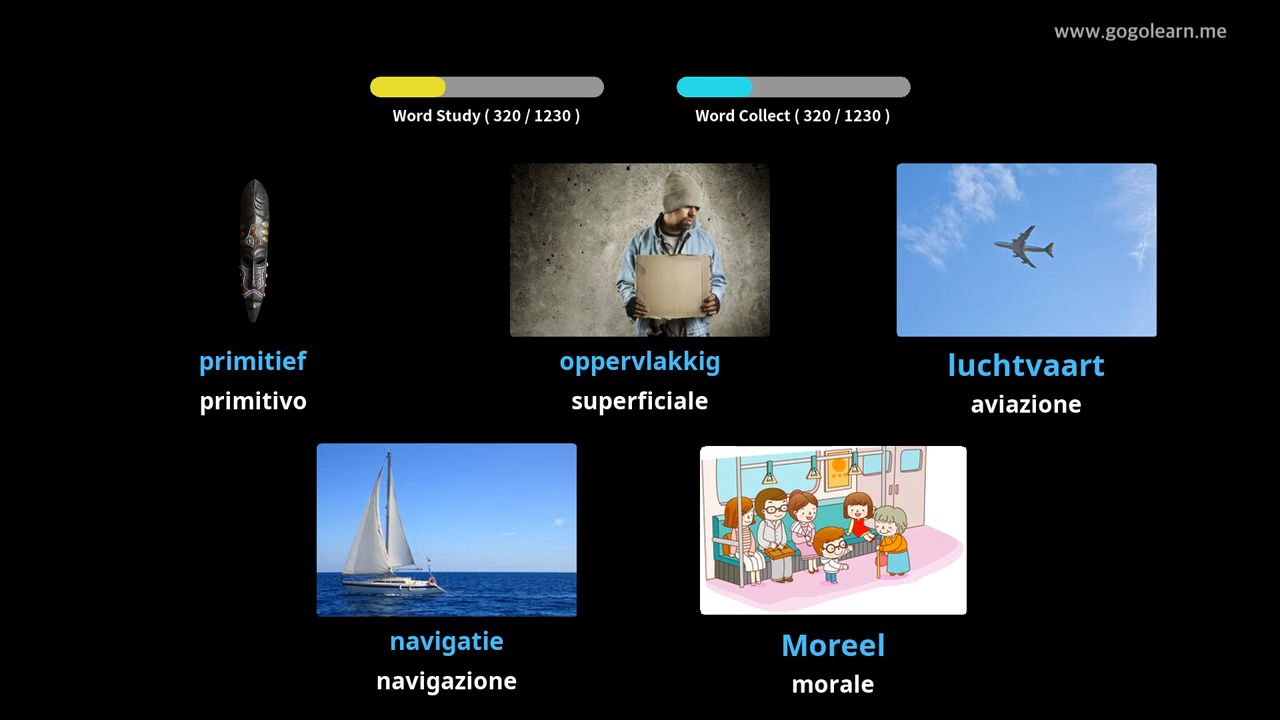 www.gogolearn.me
Word Study ( 320 / 1230 )
Word Collect ( 320 / 1230 )
primitief
primitivo
oppervlakkig
superficiale
luchtvaart
aviazione
navigatie
navigazione
Moreel
morale